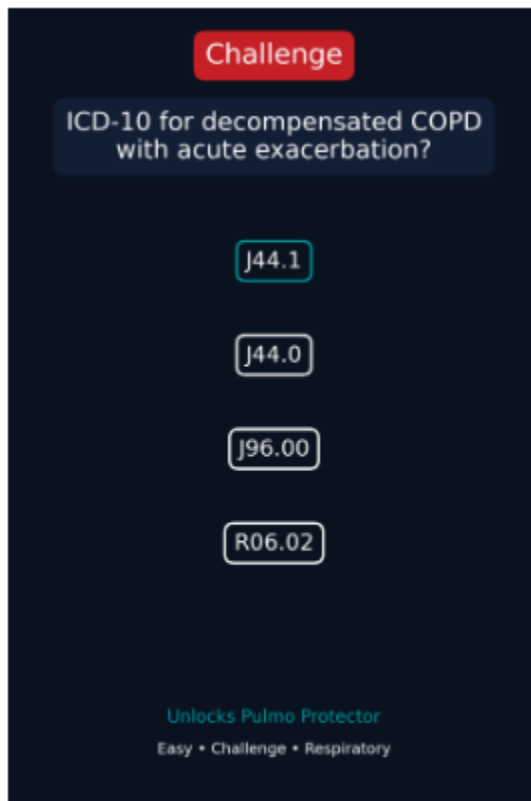 Challenge
ICD-10 for decompensated COPD
with acute exacerbation?
J44.1
J44.0
J96.00
R06.02
Unlocks Pulmo Protector
Easy • Challenge • Respiratory